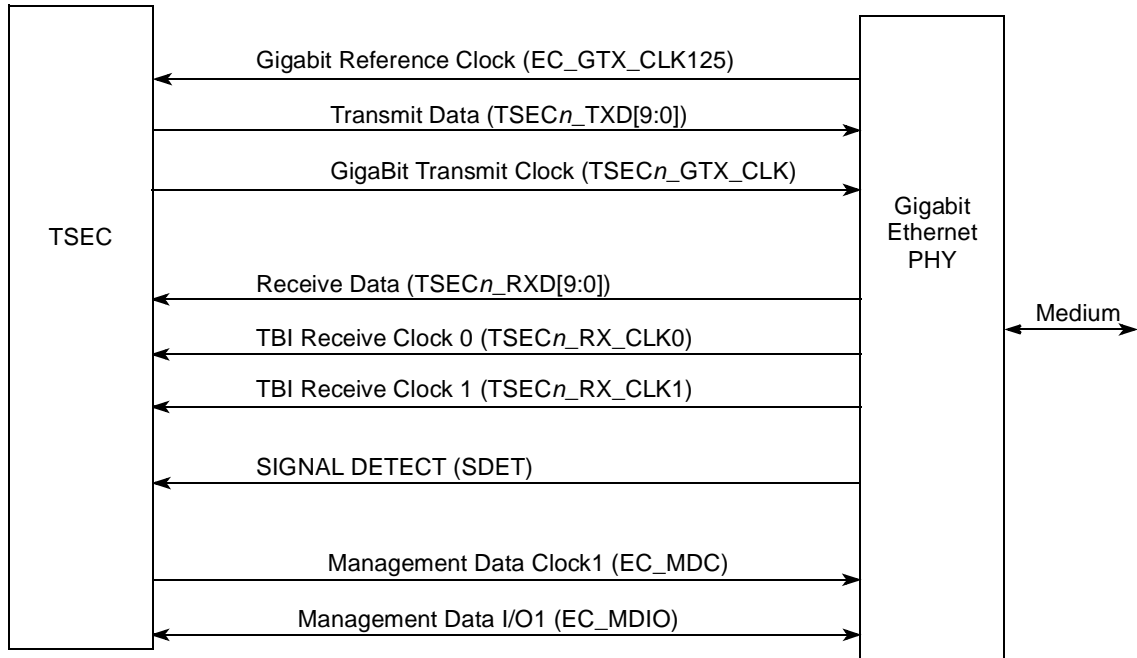 Gigabit Reference Clock (EC_GTX_CLK125)
Transmit Data (TSECn_TXD[9:0])
GigaBit Transmit Clock (TSECn_GTX_CLK)
TSEC
Gigabit
Ethernet
PHY
Receive Data (TSECn_RXD[9:0])
Medium
TBI Receive Clock 0 (TSECn_RX_CLK0)
TBI Receive Clock 1 (TSECn_RX_CLK1)
SIGNAL DETECT (SDET)
Management Data Clock1 (EC_MDC)
Management Data I/O1 (EC_MDIO)